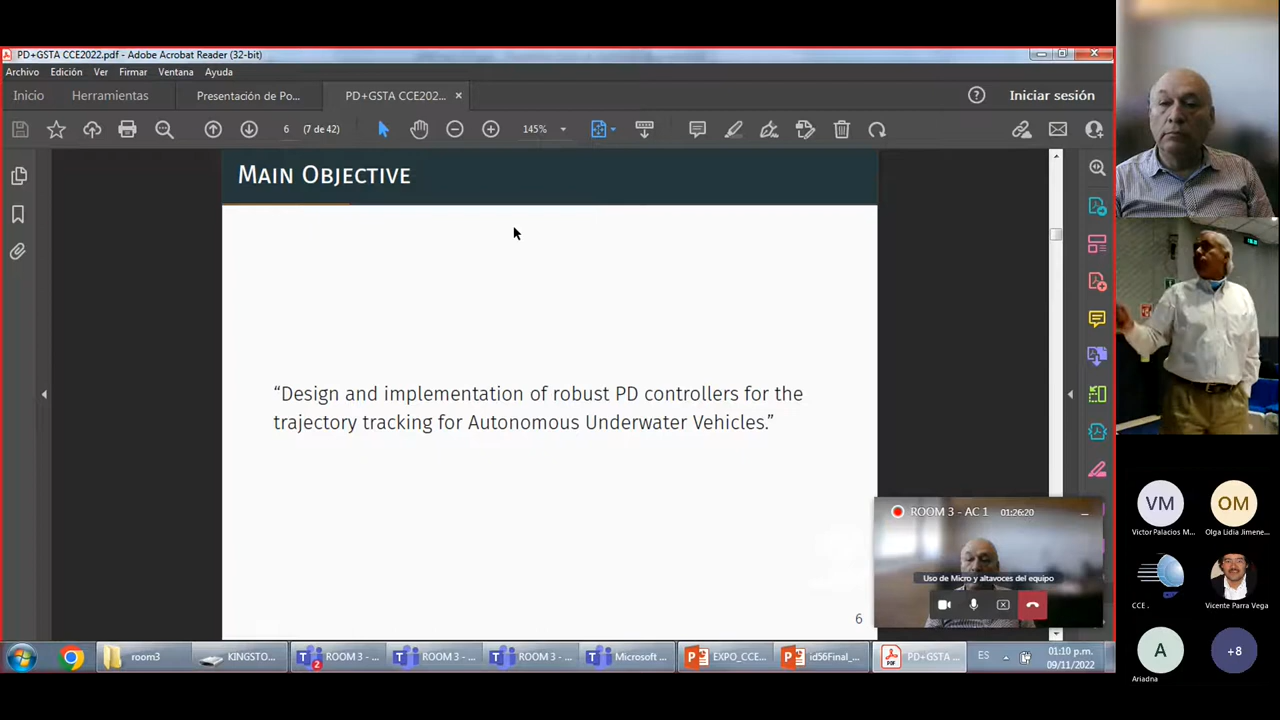 PD+GSTA CCE2022.pdf - Adobe Acrobat Reader (32-bit)
Archivo Edición Ver Firmar Ventana Ayuda
Inicio Herramientas Presentación de Po... PD+GSTA CCE202... ×
Iniciar sesión
6 (7 de 42) 145%
MAIN OBJECTIVE
“Design and implementation of robust PD controllers for the
trajectory tracking for Autonomous Underwater Vehicles.”
6
ROOM 3 - AC 1 01:26:20
Uso de Micro y altavoces del equipo
VM OM
Victor Palacios M... Olga Lidia Jimene...
CCE . Vicente Parra Vega
A +8
Ariadna
room3 KINGSTO... 2 ROOM 3 - ... ROOM 3 - ... ROOM 3 - ... Microsoft ... EXPO_CCE... id56Final_... PD+GSTA ... ES 01:10 p.m.
09/11/2022